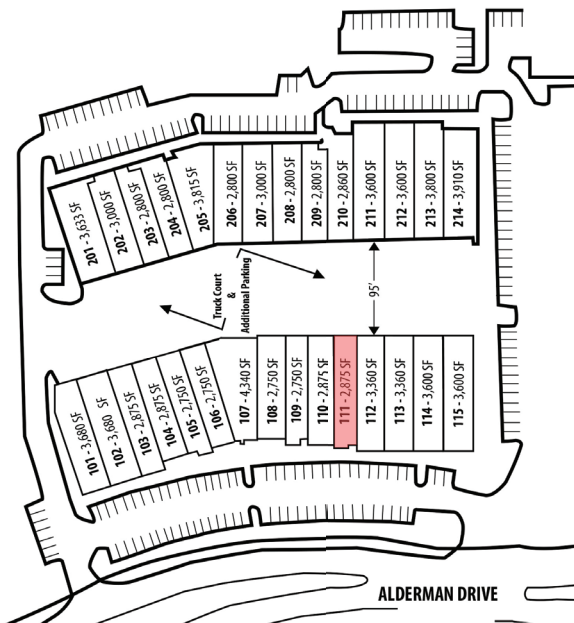 201 - 3,633 SF
202 - 3,000 SF
203 - 2,800 SF
204 - 2,800 SF
205 - 3,815 SF
206 - 2,800 SF
207 - 3,000 SF
208 - 2,800 SF
209 - 2,800 SF
210 - 2,860 SF
211 - 3,600 SF
212 - 3,600 SF
213 - 3,800 SF
214 - 3,910 SF
Truck Court
&
Additional Parking
95'
101 - 3,680 SF
102 - 3,680 SF
103 - 2,875 SF
104 - 2,875 SF
105 - 2,750 SF
106 - 2,750 SF
107 - 4,340 SF
108 - 2,750 SF
109 - 2,750 SF
110 - 2,875 SF
111 - 2,875 SF
112 - 3,360 SF
113 - 3,360 SF
114 - 3,600 SF
115 - 3,600 SF
ALDERMAN DRIVE